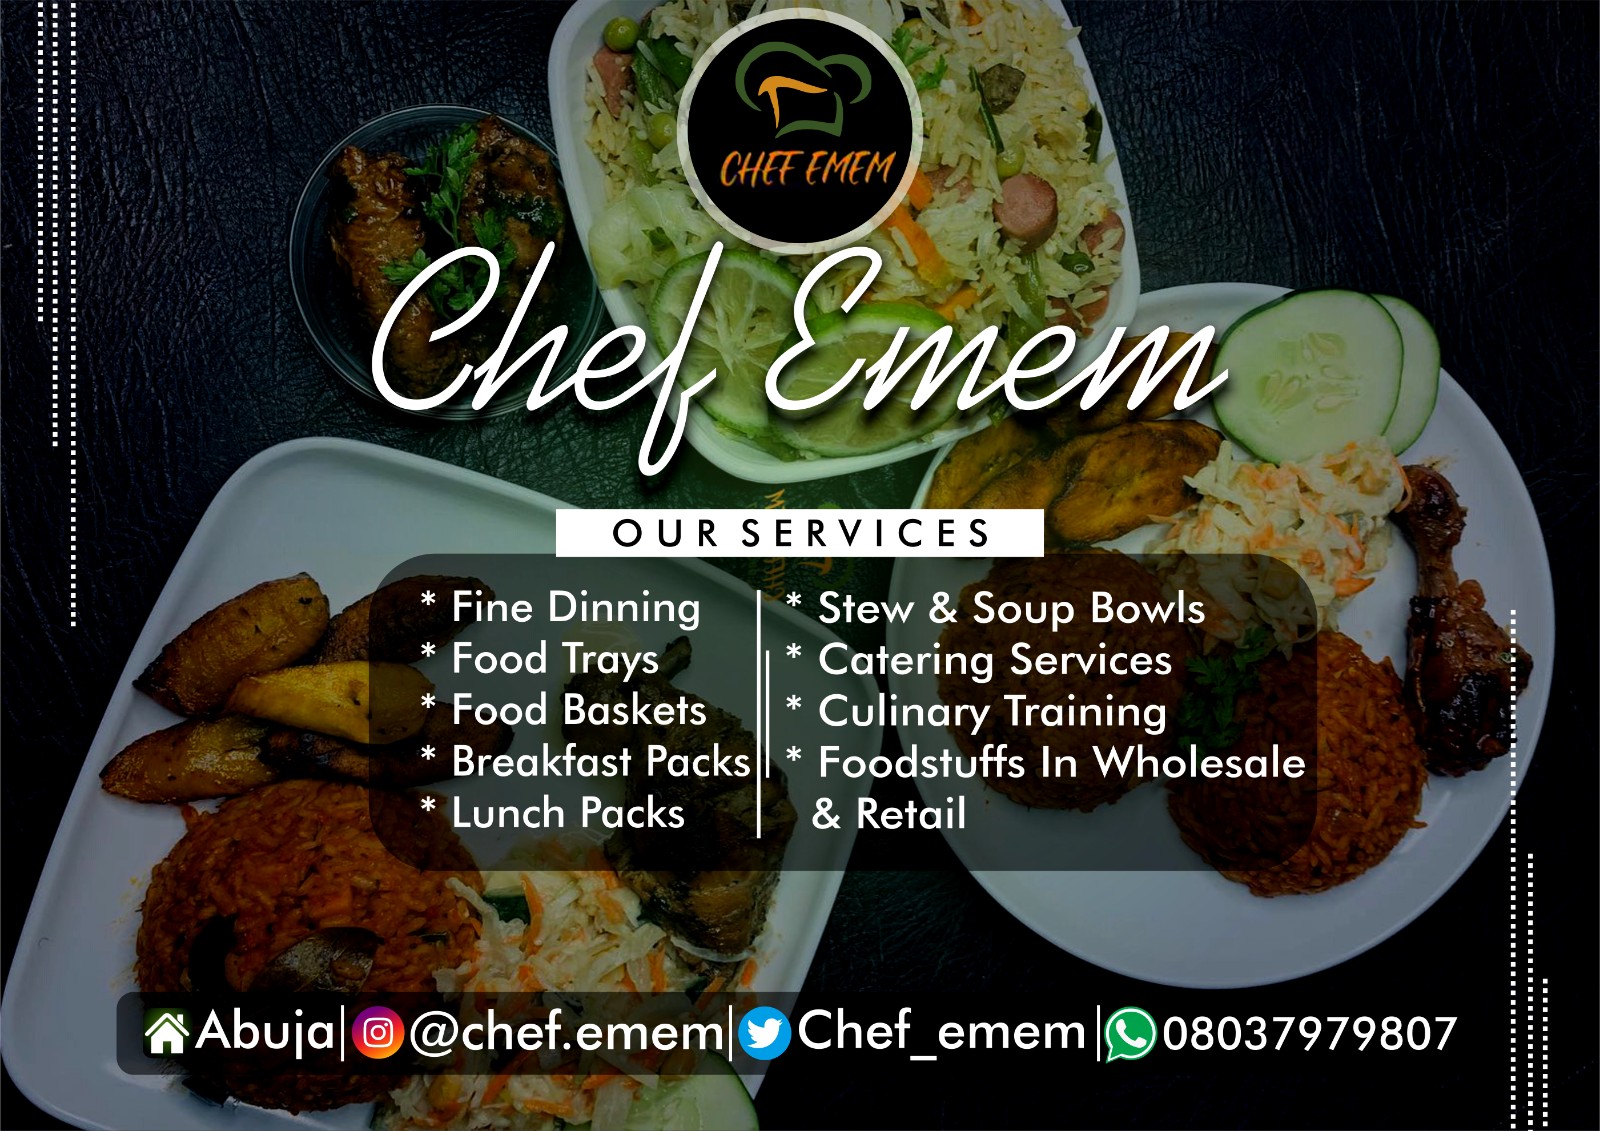 CHEF EMEM
Chef Emem
OUR SERVICES
* Fine Dinning
* Food Trays
* Food Baskets
* Breakfast Packs
* Lunch Packs
* Stew & Soup Bowls
* Catering Services
* Culinary Training
* Foodstuffs In Wholesale
& Retail
Abuja|@chef.emem|Chef_emem|08037979807